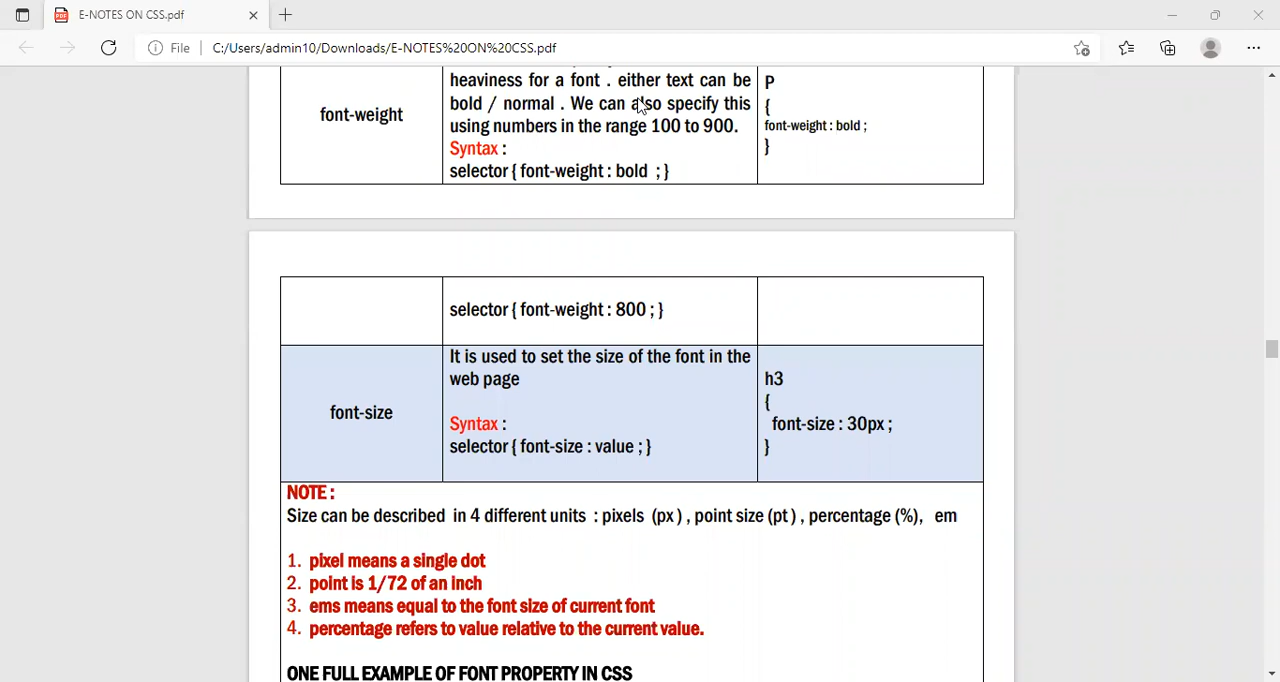 E-NOTES ON CSS.pdf
File
C:/Users/admin10/Downloads/E-NOTES%20ON%20CSS.pdf
font-weight
heaviness for a font . either text can be
bold / normal . We can also specify this
using numbers in the range 100 to 900.
Syntax :
selector { font-weight : bold ; }
P
{
font-weight : bold ;
}
selector { font-weight : 800 ; }
font-size
It is used to set the size of the font in the
web page
Syntax :
selector { font-size : value ; }
h3
{
font-size : 30px ;
}
NOTE :
Size can be described in 4 different units : pixels (px ) , point size (pt ) , percentage (%), em
1. pixel means a single dot
2. point is 1/72 of an inch
3. ems means equal to the font size of current font
4. percentage refers to value relative to the current value.
ONE FULL EXAMPLE OF FONT PROPERTY IN CSS